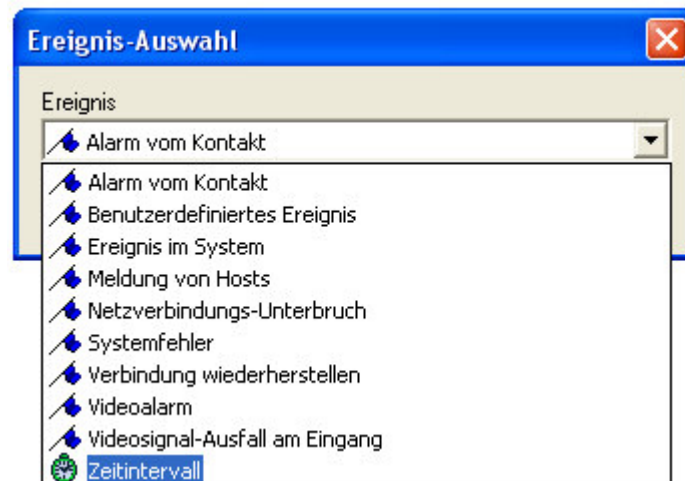 Ereignis-Auswahl
Ereignis
Alarm vom Kontakt
Alarm vom Kontakt
Benutzerdefiniertes Ereignis
Ereignis im System
Meldung von Hosts
Netzverbindungs-Unterbruch
Systemfehler
Verbindung wiederherstellen
Videoalarm
Videosignal-Ausfall am Eingang
Zeitintervall